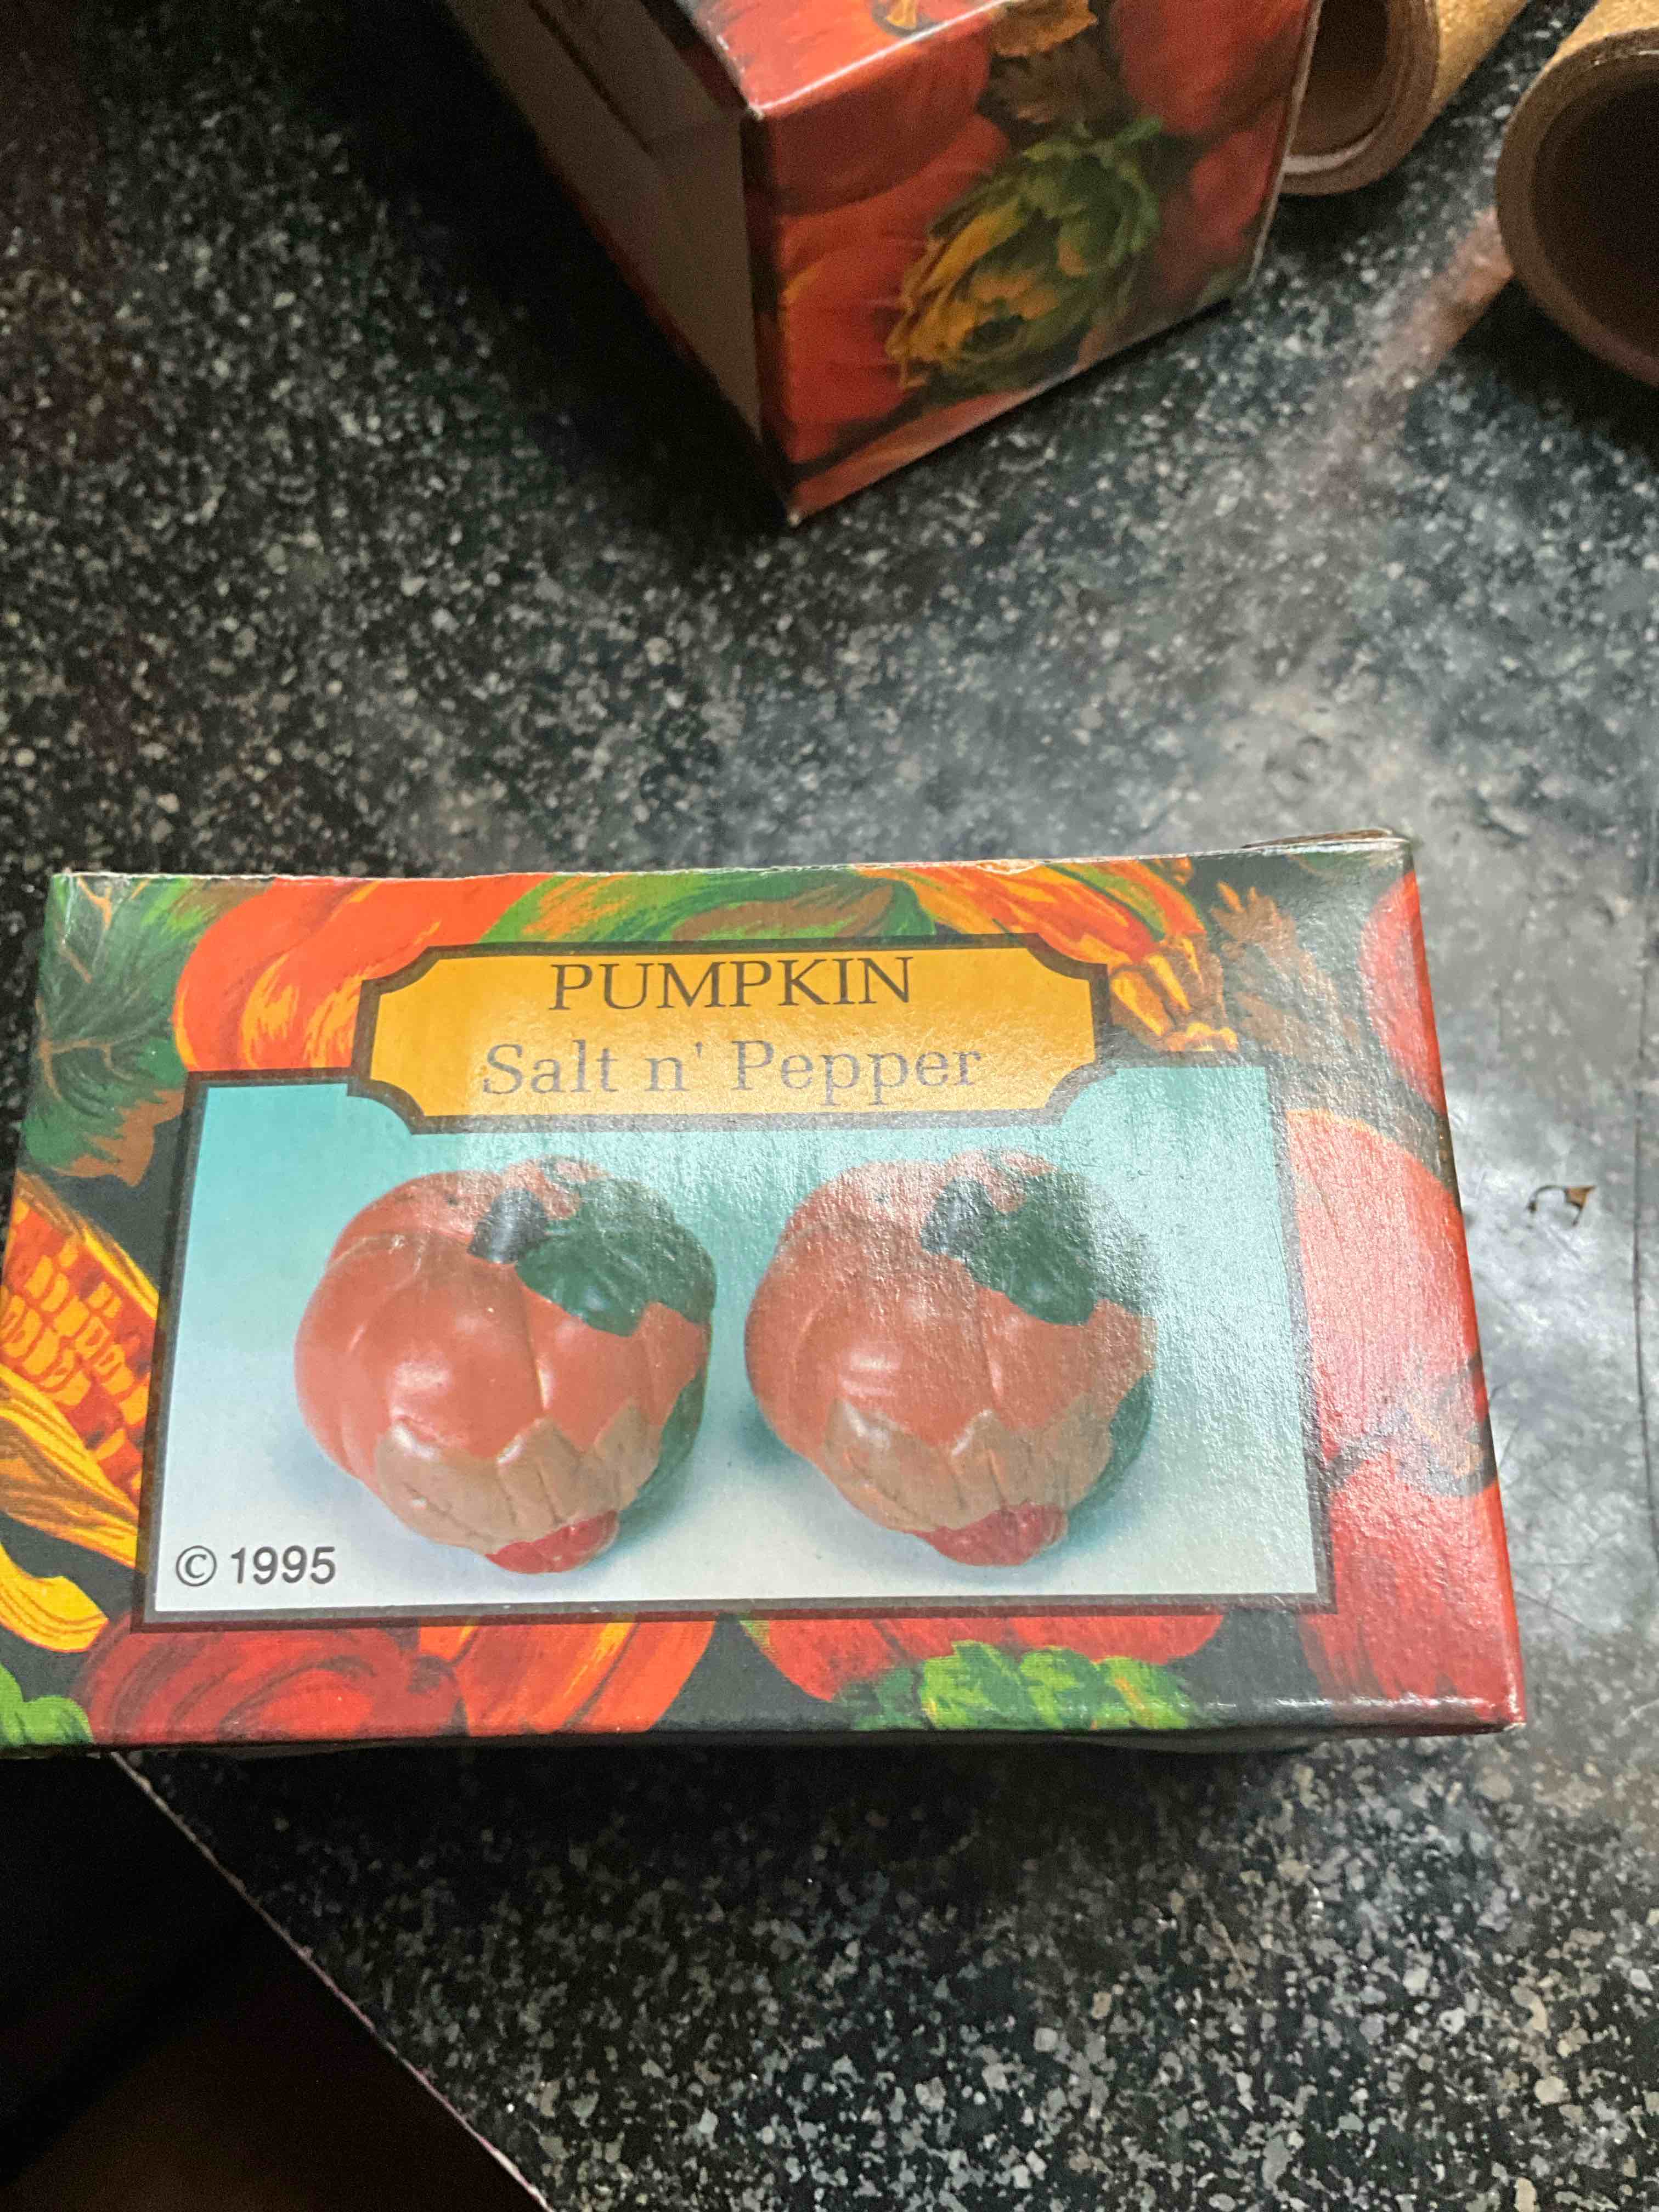 PUMPKIN
Salt n' Pepper
© 1995